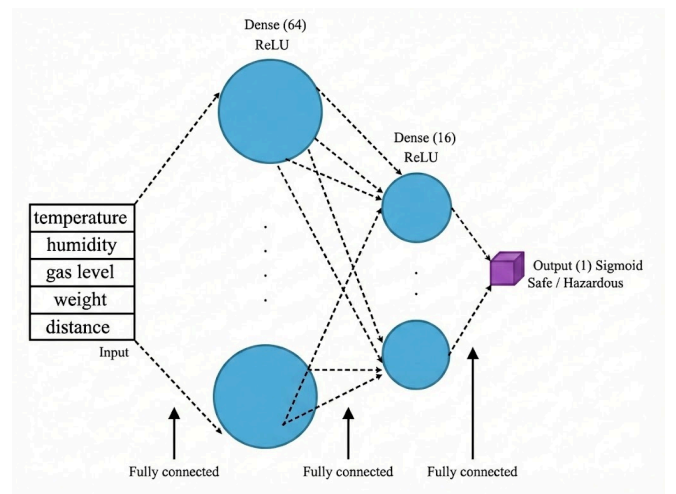 Dense (64)
ReLU
Dense (16)
ReLU
temperature
humidity
gas level
weight
distance
Input
Output (1) Sigmoid
Safe / Hazardous
Fully connected
Fully connected
Fully connected